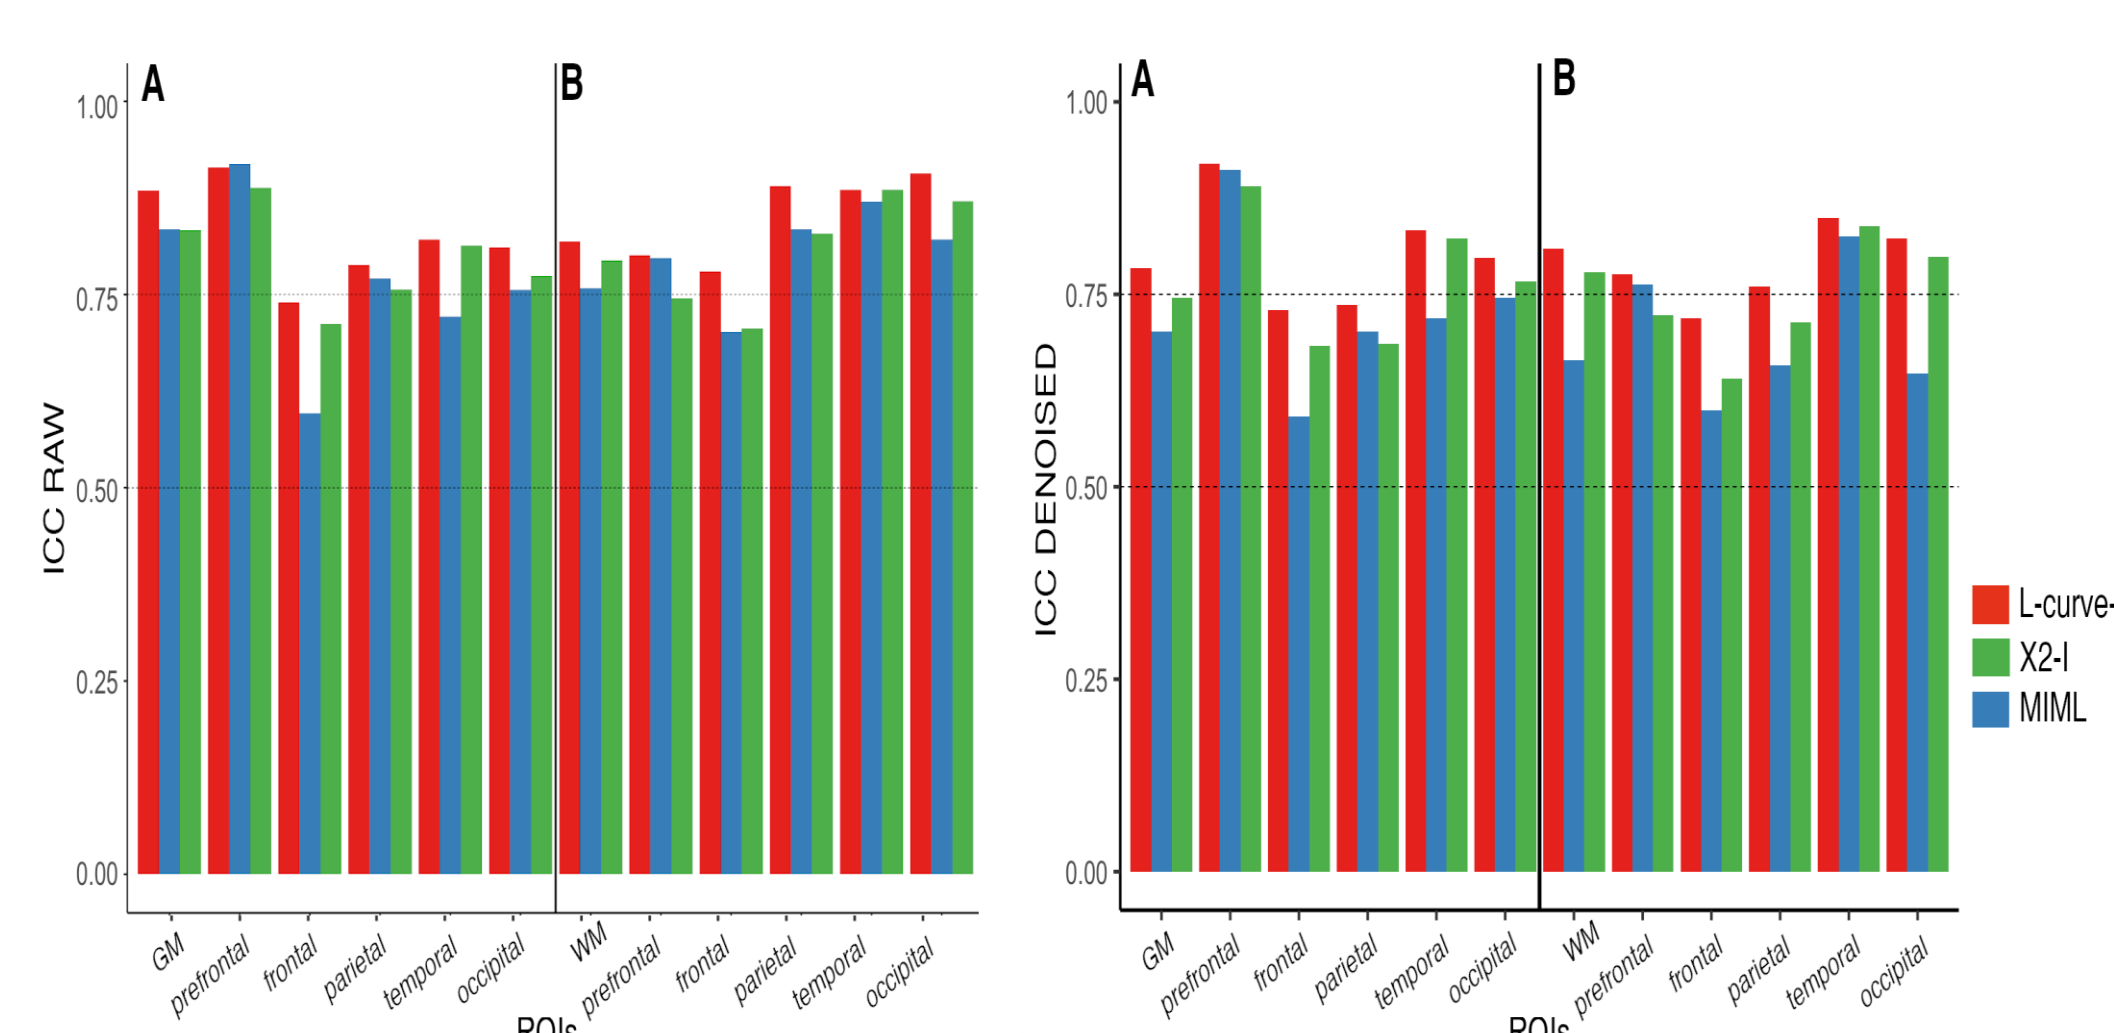 A
B
1.00
0.75
0.50
0.25
0.00
ICC RAW
GM
prefrontal
frontal
parietal
temporal
occipital
WM
prefrontal
frontal
parietal
temporal
occipital
ROIs
A
B
1.00
0.75
0.50
0.25
0.00
ICC DENOISED
GM
prefrontal
frontal
parietal
temporal
occipital
WM
prefrontal
frontal
parietal
temporal
occipital
ROIs
L-curve-
X2-I
MIML